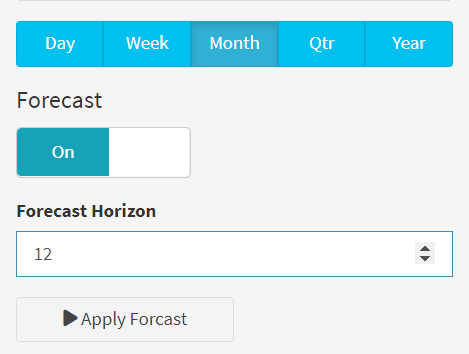 Day Week Month Qtr Year
Forecast
On
Forecast Horizon
12
Apply Forcast